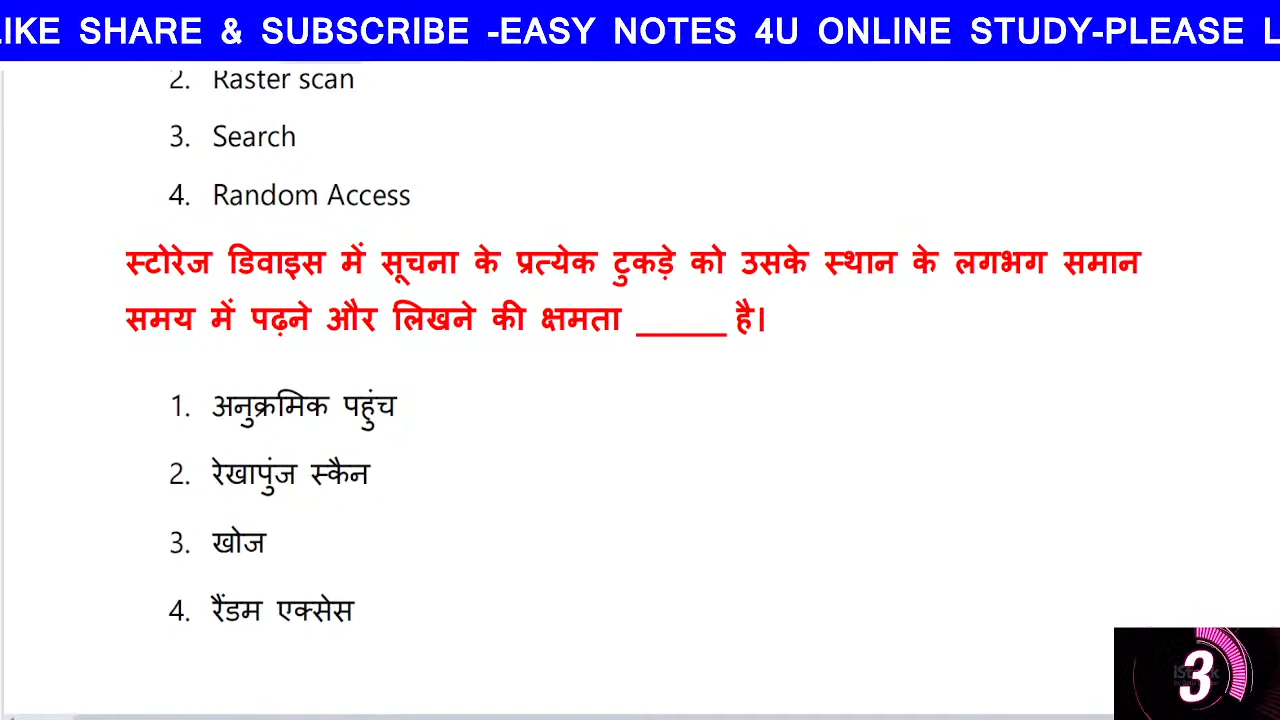 LIKE SHARE & SUBSCRIBE -EASY NOTES 4U ONLINE STUDY-PLEASE L
2. Raster scan
3. Search
4. Random Access
स्टोरेज डिवाइस में सूचना के प्रत्येक टुकड़े को उसके स्थान के लगभग समान
समय में पढ़ने और लिखने की क्षमता ______ है।
1. अनुक्रमिक पहुंच
2. रेखापुंज स्कैन
3. खोज
4. रैंडम एक्सेस
3